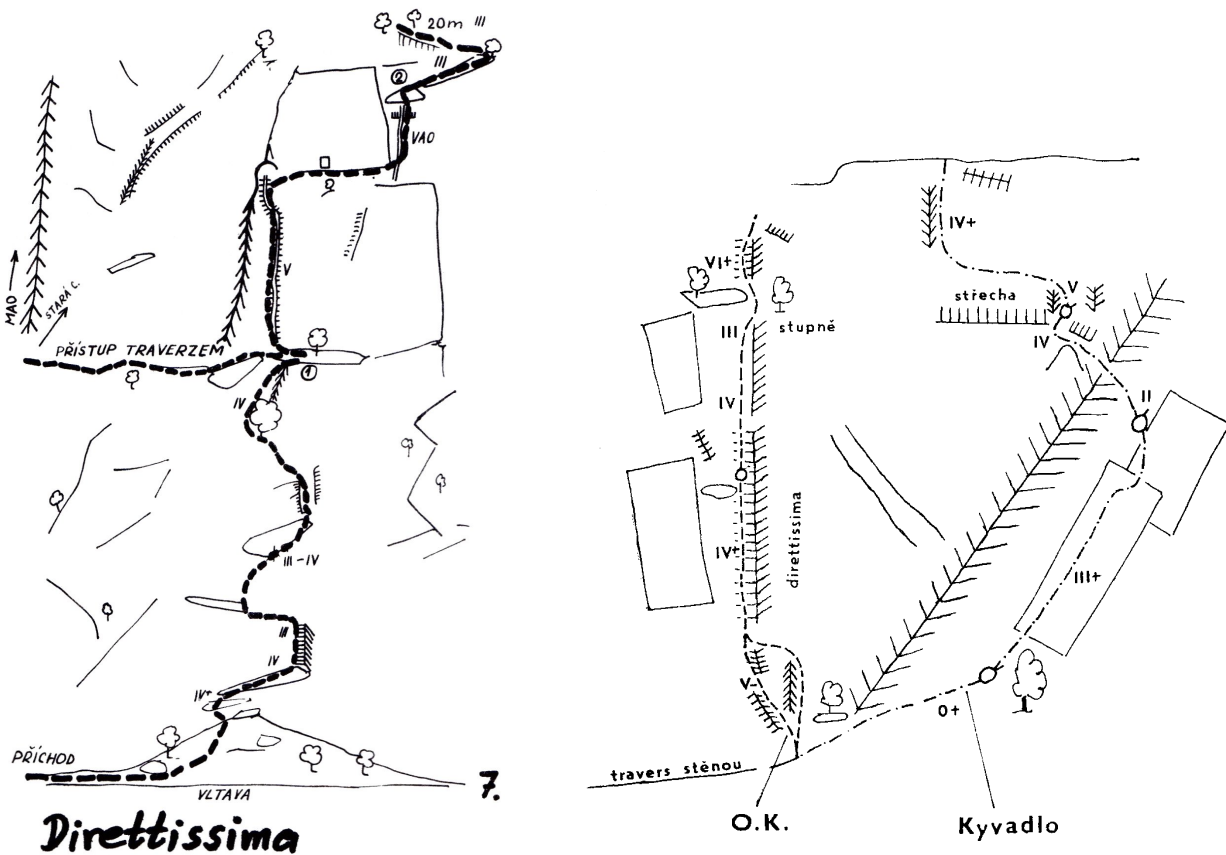 20m III
III
②
VAO
2
V
MAO
STARÁ C.
PŘÍSTUP TRAVERZEM
①
IV
III-IV
III
IV
IV+
PŘÍCHOD
VLTAVA
7.
Direttissima
IV+
VI+
V
střecha
III
stupně
IV
IV
II
IV+
direttissima
III+
V-
0+
travers stěnou
O.K.
Kyvadlo